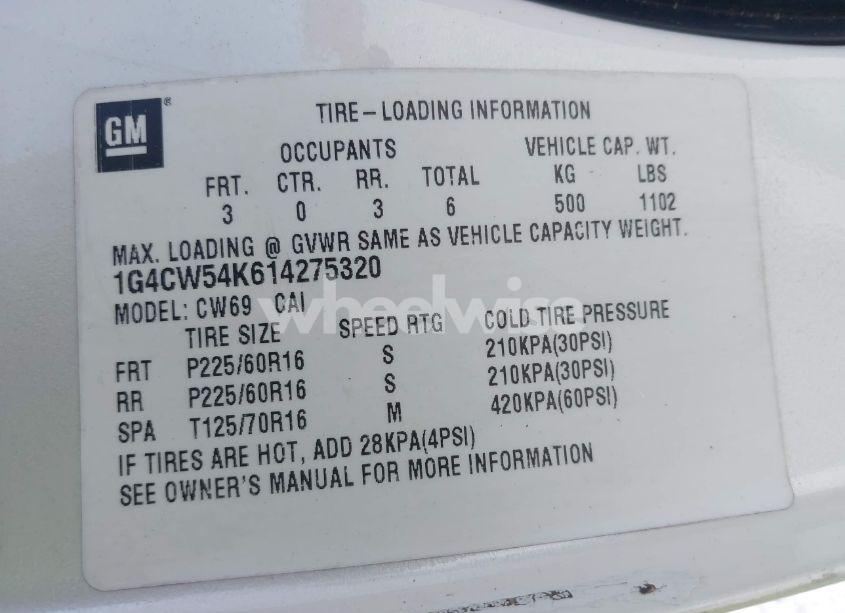 GM ®
TIRE-LOADING INFORMATION
OCCUPANTS VEHICLE CAP. WT.
FRT. CTR. RR. TOTAL KG LBS
3 0 3 6 500 1102
MAX. LOADING @ GVWR SAME AS VEHICLE CAPACITY WEIGHT.
1G4CW54K614275320
MODEL: CW69 CAI
wheelwise
TIRE SIZE SPEED RTG COLD TIRE PRESSURE
FRT P225/60R16 S 210KPA(30PSI)
RR P225/60R16 S 210KPA(30PSI)
SPA T125/70R16 M 420KPA(60PSI)
IF TIRES ARE HOT, ADD 28KPA(4PSI)
SEE OWNER'S MANUAL FOR MORE INFORMATION